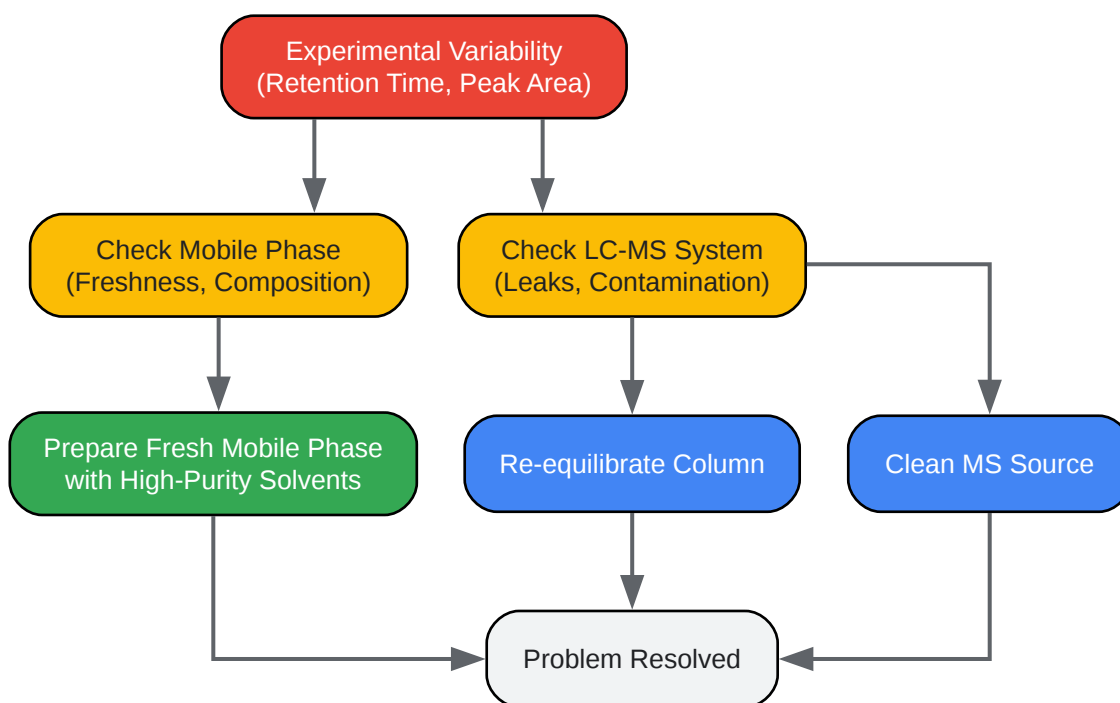 Experimental Variability
(Retention Time, Peak Area)
Check Mobile Phase
(Freshness, Composition)
Check LC-MS System
(Leaks, Contamination)
Prepare Fresh Mobile Phase
with High-Purity Solvents
Re-equilibrate Column
Clean MS Source
Problem Resolved